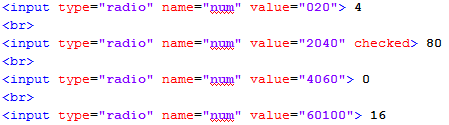 <input type="radio" name="num" value="020"> 4
<br>
<input type="radio" name="num" value="2040" checked> 80
<br>
<input type="radio" name="num" value="4060"> 0
<br>
<input type="radio" name="num" value="60100"> 16